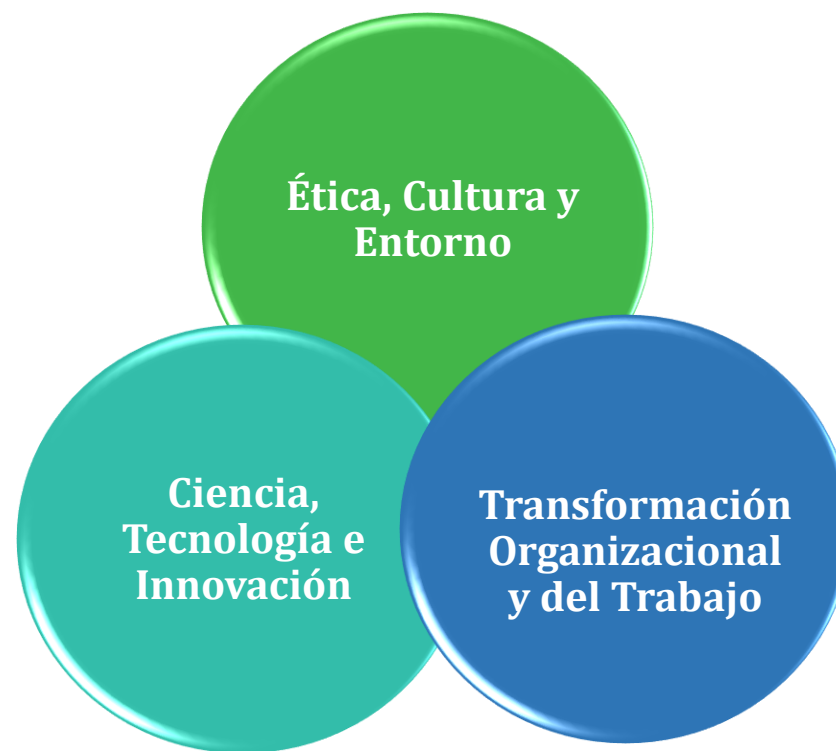 Ética, Cultura y
Entorno
Ciencia,
Tecnología e
Innovación
Transformación
Organizacional
y del Trabajo